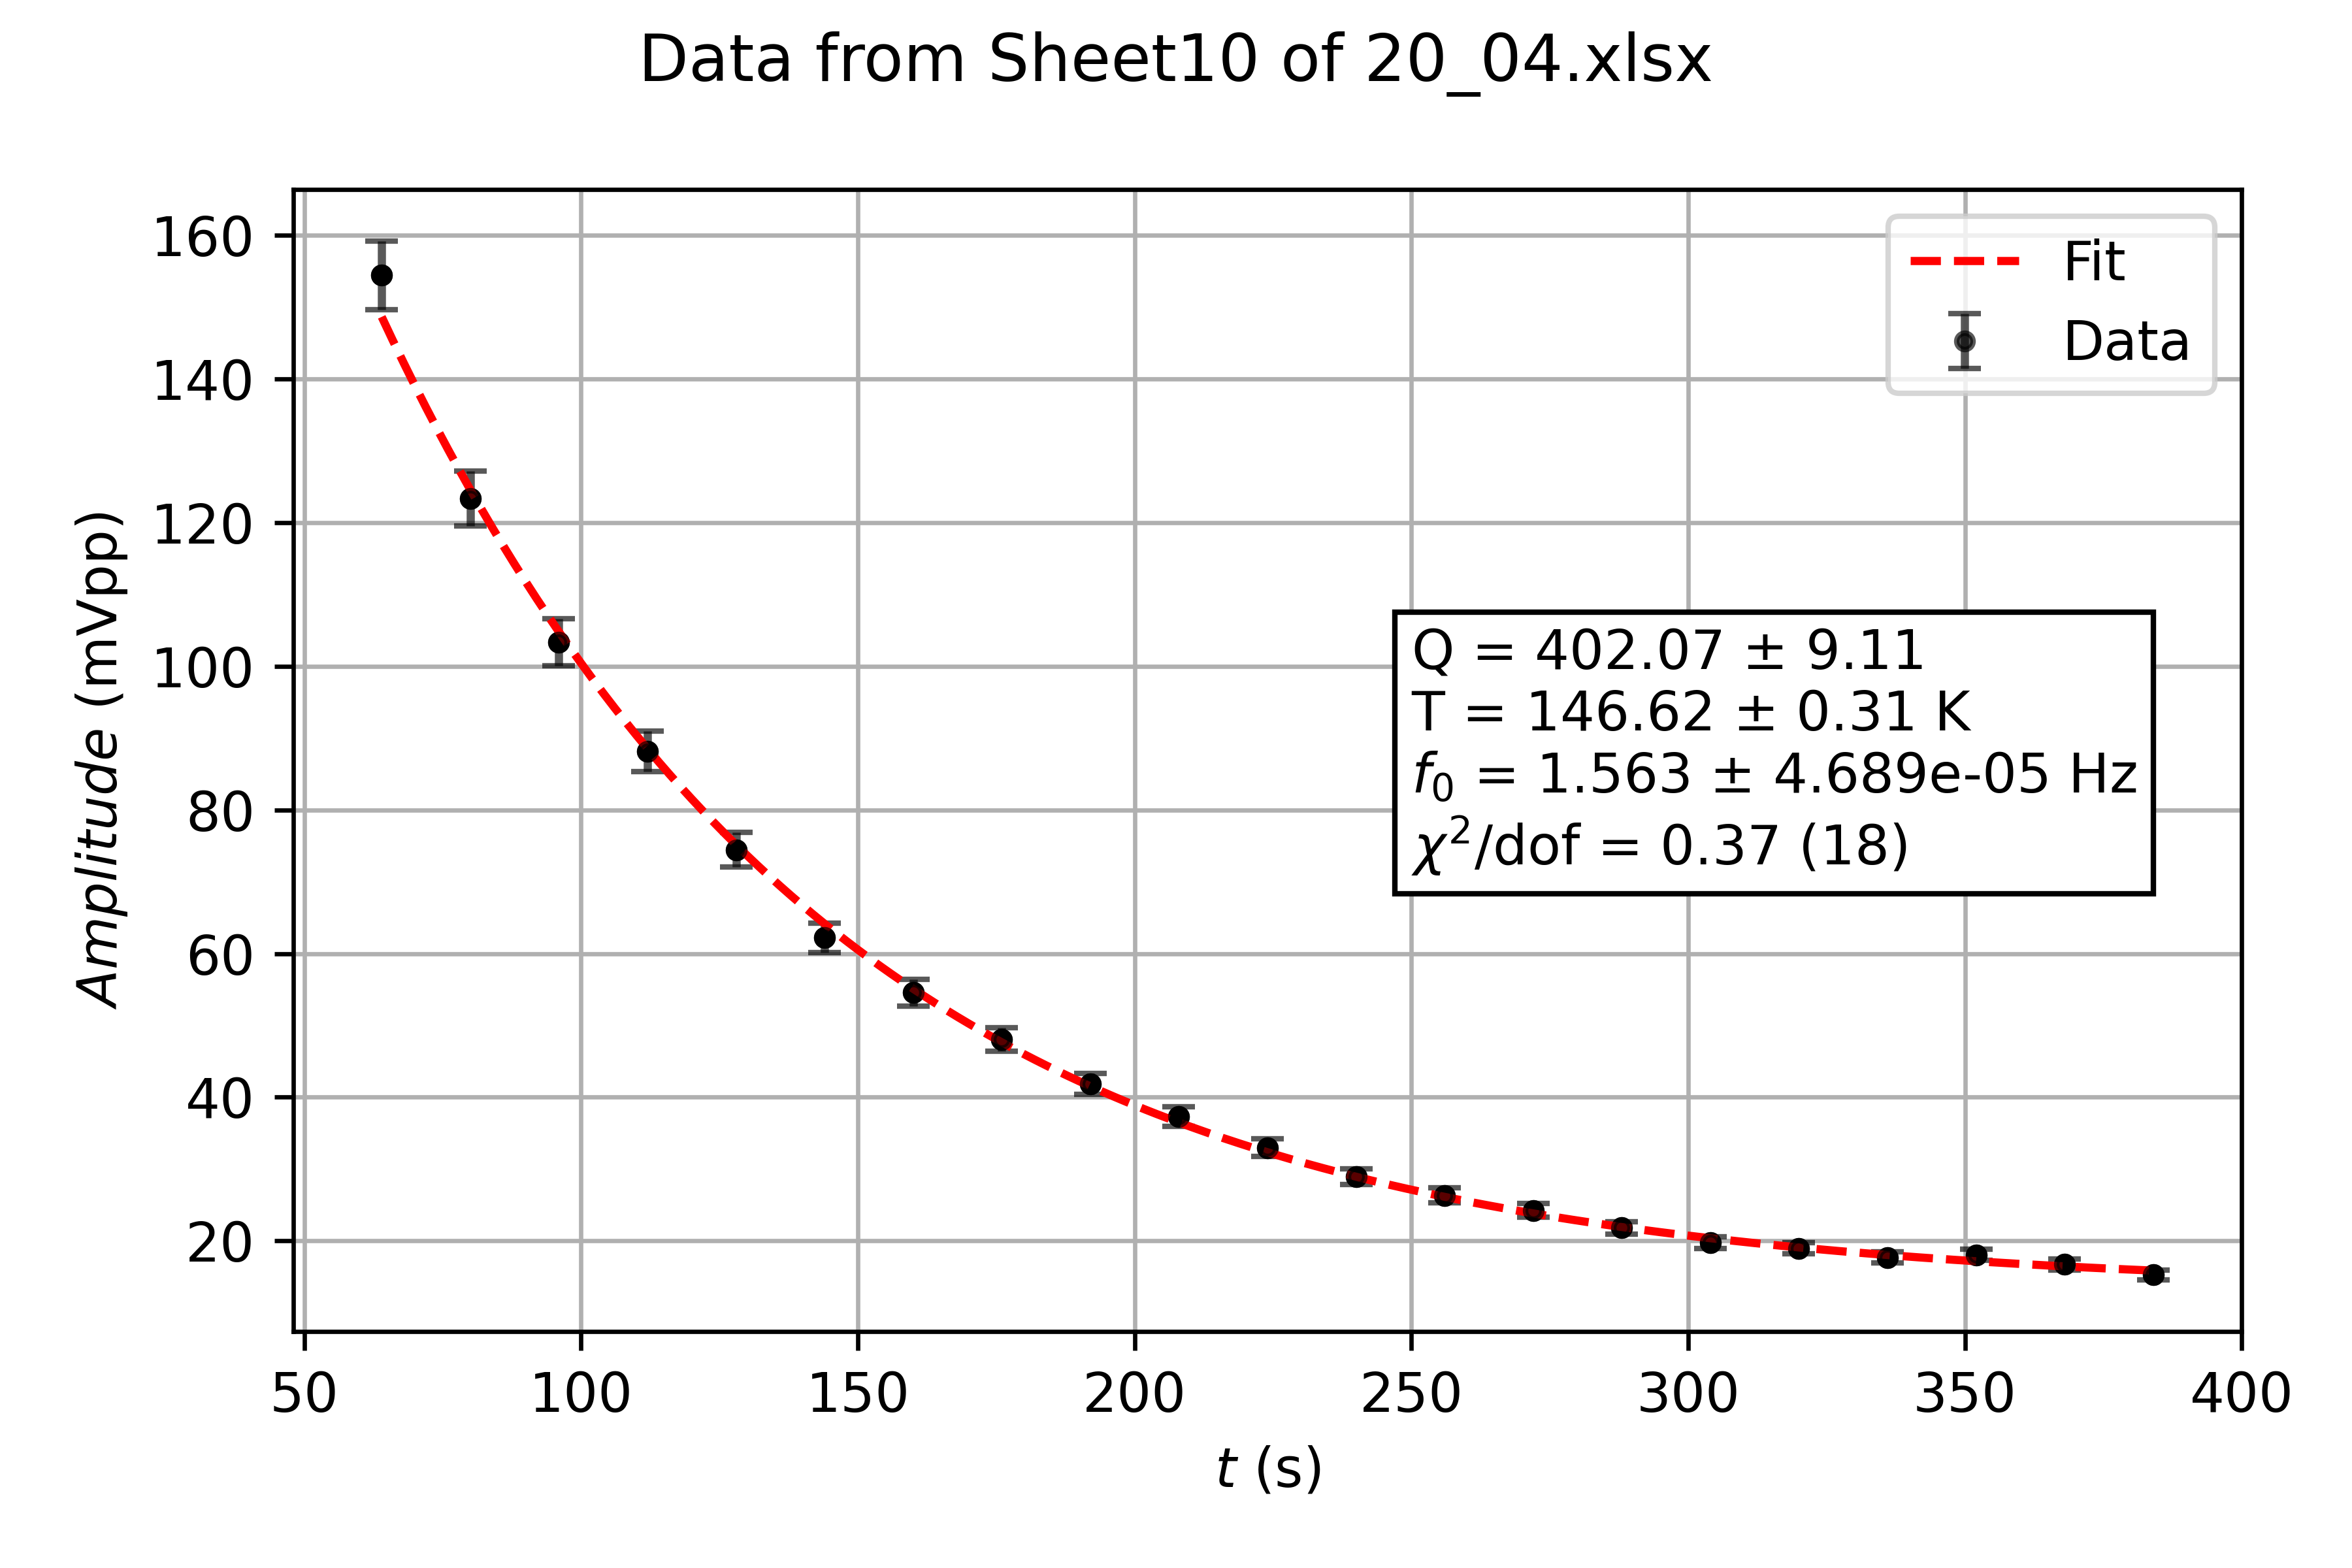 Data from Sheet10 of 20_04.xlsx
160
140
120
100
80
60
40
20
Amplitude (mVpp)
Fit
Data
Q = 402.07 ± 9.11
T = 146.62 ± 0.31 K
f₀ = 1.563 ± 4.689e-05 Hz
χ²/dof = 0.37 (18)
50 100 150 200 250 300 350 400
t (s)